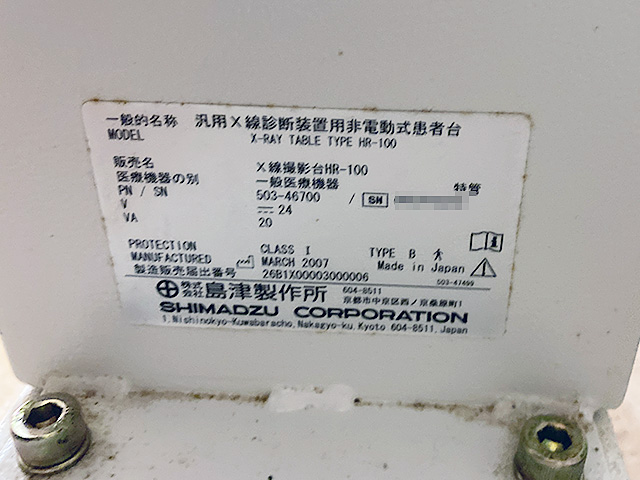 一般的名称 汎用X線診断装置用非電動式患者台
MODEL X-RAY TABLE TYPE HR-100
販売名 X線撮影台HR-100
医療機器の別 一般医療機器 特管
PN / SN 503-46700 / SN
V 24
VA 20
PROTECTION CLASS I TYPE B
MANUFACTURED MARCH 2007 Made in Japan
製造販売届出番号 26B1X00003000006 503-47499
株式会社 島津製作所 604-8511 京都市中京区西ノ京桑原町1
SHIMADZU CORPORATION
1,Nishinokyo-Kuwabaracho,Nakagyo-ku,Kyoto 604-8511,Japan